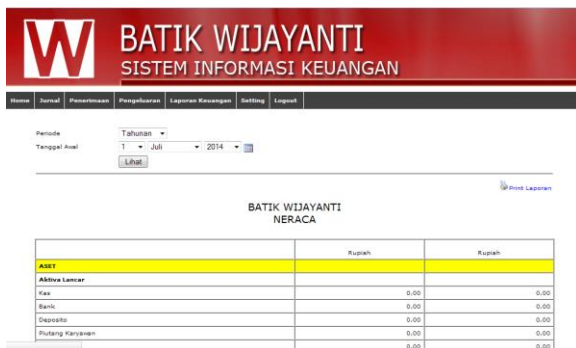 W BATIK WIJAYANTI
SISTEM INFORMASI KEUANGAN
Home Jurnal Penerimaan Pengeluaran Laporan Keuangan Setting Logout
Periode Tahunan
Tanggal Awal 1 Juli 2014
Lihat
Print Laporan
BATIK WIJAYANTI
NERACA
Rupiah Rupiah
ASET
Aktiva Lancar
Kas 0.00 0.00
Bank 0.00 0.00
Deposito 0.00 0.00
Piutang Karyawan 0.00 0.00
0.00 0.00